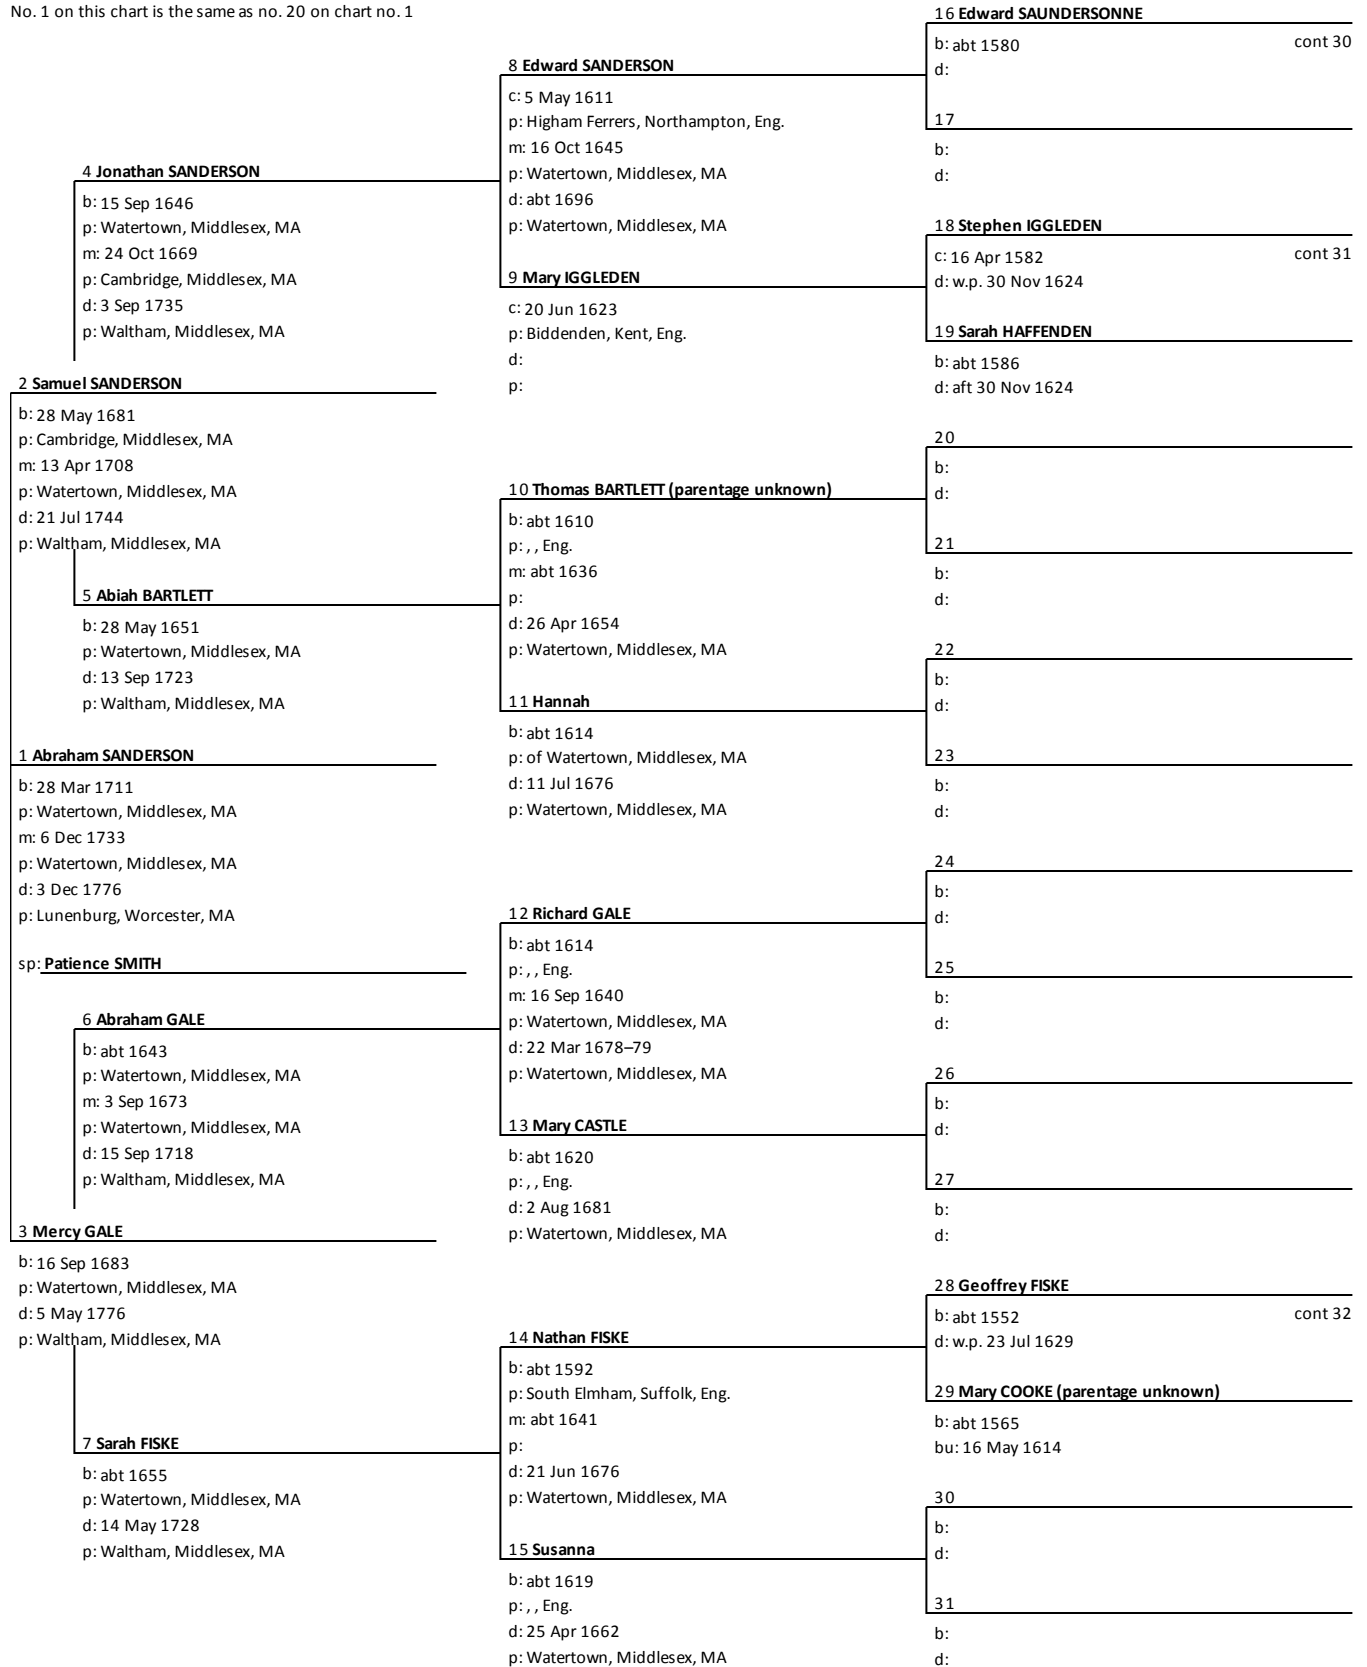 No. 1 on this chart is the same as no. 20 on chart no. 1
4 Jonathan SANDERSON
b: 15 Sep 1646
p: Watertown, Middlesex, MA
m: 24 Oct 1669
p: Cambridge, Middlesex, MA
d: 3 Sep 1735
p: Waltham, Middlesex, MA
2 Samuel SANDERSON
b: 28 May 1681
p: Cambridge, Middlesex, MA
m: 13 Apr 1708
p: Watertown, Middlesex, MA
d: 21 Jul 1744
p: Waltham, Middlesex, MA
5 Abiah BARTLETT
b: 28 May 1651
p: Watertown, Middlesex, MA
d: 13 Sep 1723
p: Waltham, Middlesex, MA
1 Abraham SANDERSON
b: 28 Mar 1711
p: Watertown, Middlesex, MA
m: 6 Dec 1733
p: Watertown, Middlesex, MA
d: 3 Dec 1776
p: Lunenburg, Worcester, MA
sp: Patience SMITH
6 Abraham GALE
b: abt 1643
p: Watertown, Middlesex, MA
m: 3 Sep 1673
p: Watertown, Middlesex, MA
d: 15 Sep 1718
p: Waltham, Middlesex, MA
3 Mercy GALE
b: 16 Sep 1683
p: Watertown, Middlesex, MA
d: 5 May 1776
p: Waltham, Middlesex, MA
7 Sarah FISKE
b: abt 1655
p: Watertown, Middlesex, MA
d: 14 May 1728
p: Waltham, Middlesex, MA
8 Edward SANDERSON
c: 5 May 1611
p: Higham Ferrers, Northampton, Eng.
m: 16 Oct 1645
p: Watertown, Middlesex, MA
d: abt 1696
p: Watertown, Middlesex, MA
9 Mary IGGLEDEN
c: 20 Jun 1623
p: Biddenden, Kent, Eng.
d:
p:
10 Thomas BARTLETT (parentage unknown)
b: abt 1610
p: , , Eng.
m: abt 1636
p:
d: 26 Apr 1654
p: Watertown, Middlesex, MA
11 Hannah
b: abt 1614
p: of Watertown, Middlesex, MA
d: 11 Jul 1676
p: Watertown, Middlesex, MA
12 Richard GALE
b: abt 1614
p: , , Eng.
m: 16 Sep 1640
p: Watertown, Middlesex, MA
d: 22 Mar 1678–79
p: Watertown, Middlesex, MA
13 Mary CASTLE
b: abt 1620
p: , , Eng.
d: 2 Aug 1681
p: Watertown, Middlesex, MA
14 Nathan FISKE
b: abt 1592
p: South Elmham, Suffolk, Eng.
m: abt 1641
p:
d: 21 Jun 1676
p: Watertown, Middlesex, MA
15 Susanna
b: abt 1619
p: , , Eng.
d: 25 Apr 1662
p: Watertown, Middlesex, MA
16 Edward SAUNDERSONNE
b: abt 1580 cont 30
d:
17
b:
d:
18 Stephen IGGLEDEN
c: 16 Apr 1582 cont 31
d: w.p. 30 Nov 1624
19 Sarah HAFFENDEN
b: abt 1586
d: aft 30 Nov 1624
20
b:
d:
21
b:
d:
22
b:
d:
23
b:
d:
24
b:
d:
25
b:
d:
26
b:
d:
27
b:
d:
28 Geoffrey FISKE
b: abt 1552 cont 32
d: w.p. 23 Jul 1629
29 Mary COOKE (parentage unknown)
b: abt 1565
bu: 16 May 1614
30
b:
d:
31
b:
d: